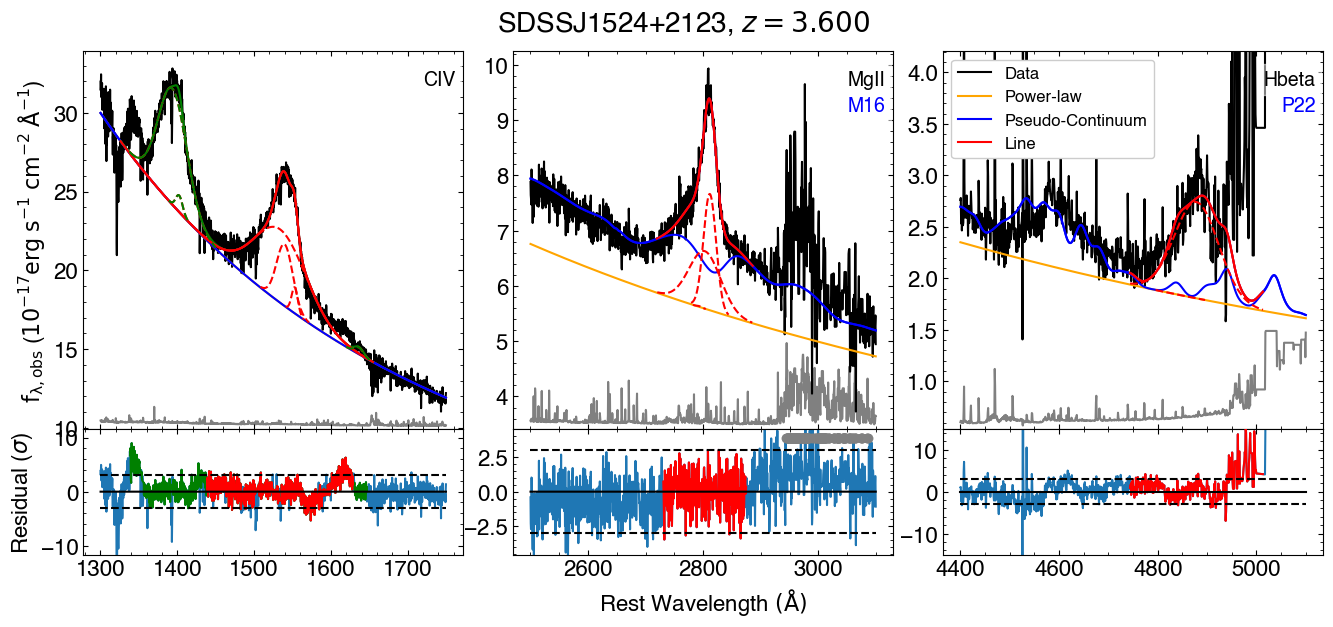 SDSSJ1524+2123, z = 3.600
f_{λ,obs} (10^{−17}erg s^{−1} cm^{−2} Å^{−1})
30
25
20
15
10
CIV
10
9
8
7
6
5
4
MgII
M16
4.0
3.5
3.0
2.5
2.0
1.5
1.0
Data
Power-law
Pseudo-Continuum
Line
Hbeta
P22
Residual (σ)
10
0
−10
1300 1400 1500 1600 1700
2.5
0.0
−2.5
2600 2800 3000
10
0
−10
4400 4600 4800 5000
Rest Wavelength (Å)